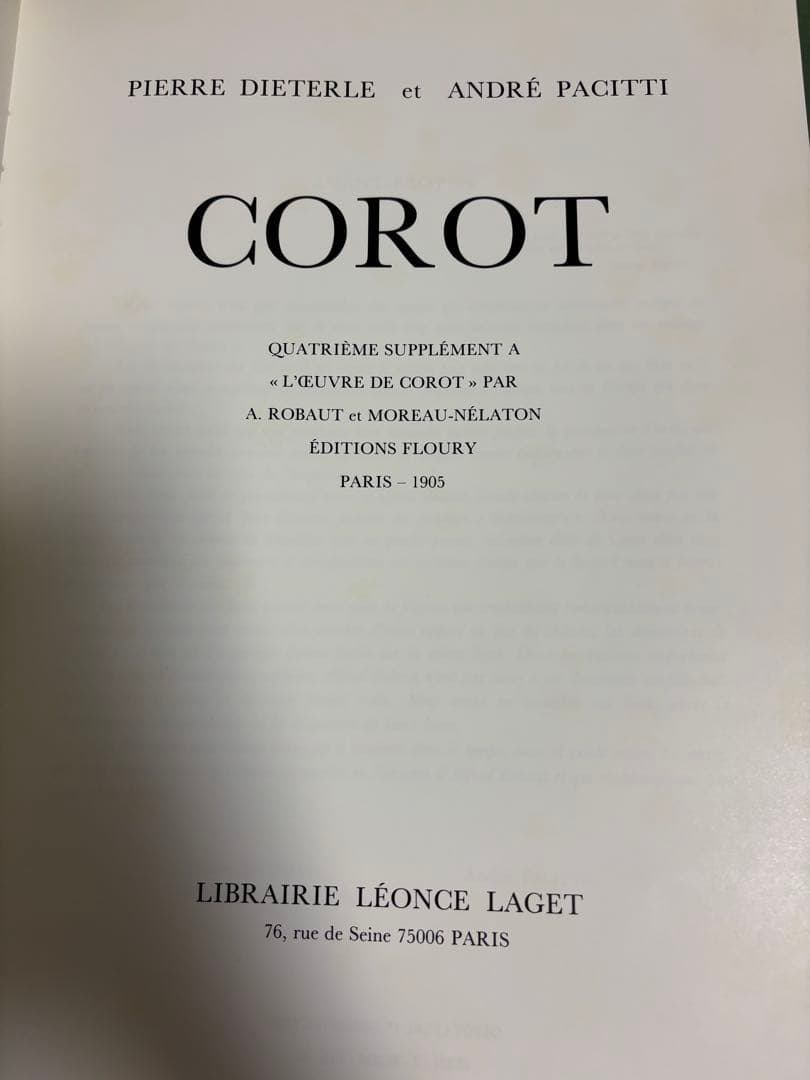 PIERRE DIETERLE et ANDRÉ PACITTI
COROT
QUATRIÈME SUPPLÉMENT A
« L'ŒUVRE DE COROT » PAR
A. ROBAUT et MOREAU-NÉLATON
ÉDITIONS FLOURY
PARIS – 1905
LIBRAIRIE LÉONCE LAGET
76, rue de Seine 75006 PARIS